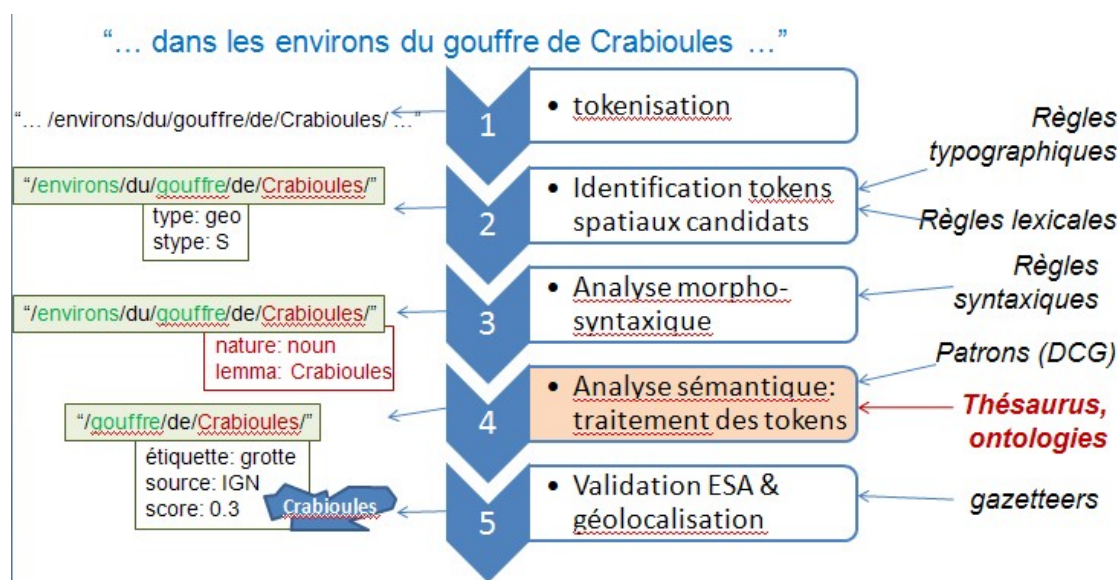 “… dans les environs du gouffre de Crabioules …”
“… /environs/du/gouffre/de/Crabioules/ …”
1
• tokenisation
Règles
typographiques
“/environs/du/gouffre/de/Crabioules/”
type: geo
stype: S
2
• Identification tokens
spatiaux candidats
Règles lexicales
“/environs/du/gouffre/de/Crabioules/”
nature: noun
lemma: Crabioules
3
• Analyse morpho-
syntaxique
Règles
syntaxiques
“/gouffre/de/Crabioules/”
étiquette: grotte
source: IGN
score: 0.3
Crabioules
4
• Analyse sémantique:
traitement des tokens
Patrons (DCG)
Thésaurus,
ontologies
5
• Validation ESA &
géolocalisation
gazetteers